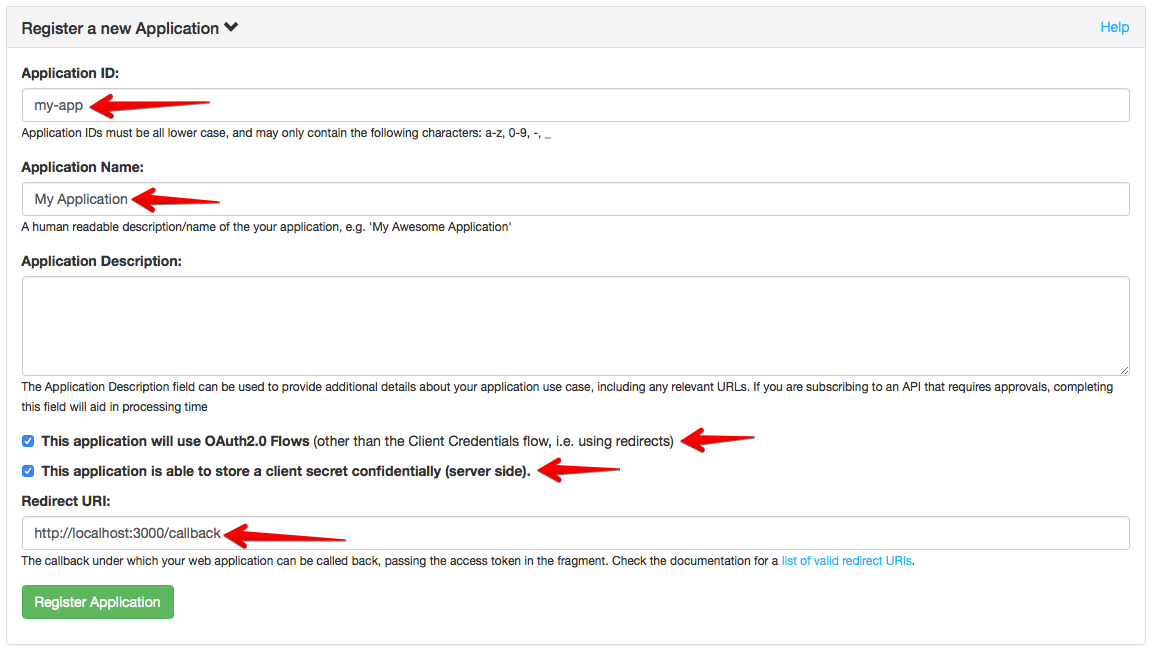 Register a new Application
Help
Application ID:
my-app
Application IDs must be all lower case, and may only contain the following characters: a-z, 0-9, -, _
Application Name:
My Application
A human readable description/name of the your application, e.g. 'My Awesome Application'
Application Description:
The Application Description field can be used to provide additional details about your application use case, including any relevant URLs. If you are subscribing to an API that requires approvals, completing
this field will aid in processing time
This application will use OAuth2.0 Flows (other than the Client Credentials flow, i.e. using redirects)
This application is able to store a client secret confidentially (server side).
Redirect URI:
http://localhost:3000/callback
The callback under which your web application can be called back, passing the access token in the fragment. Check the documentation for a list of valid redirect URIs.
Register Application